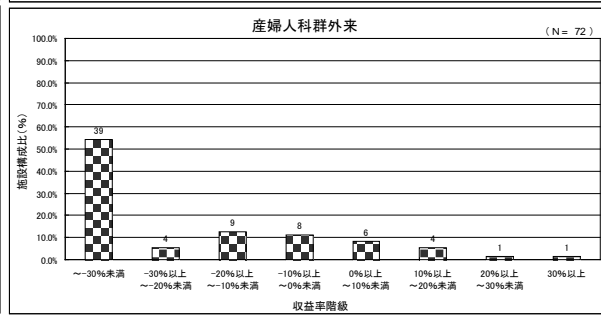 産婦人科群外来
（N= 72）
施設構成比(%)
100.0%
90.0%
80.0%
70.0%
60.0%
50.0%
40.0%
30.0%
20.0%
10.0%
0.0%
39
4
9
8
6
4
1
1
～-30%未満
-30%以上
～-20%未満
-20%以上
～-10%未満
-10%以上
～0%未満
0%以上
～10%未満
10%以上
～20%未満
20%以上
～30%未満
30%以上
収益率階級